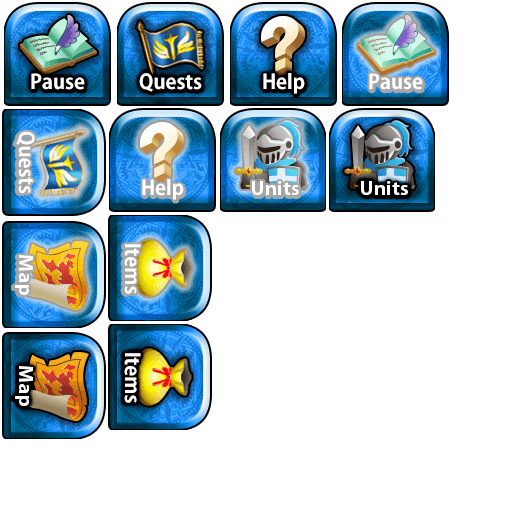 Pause
Quests
Help
Pause
Quests
Help
Units
Units
Map
Items
Map
Items